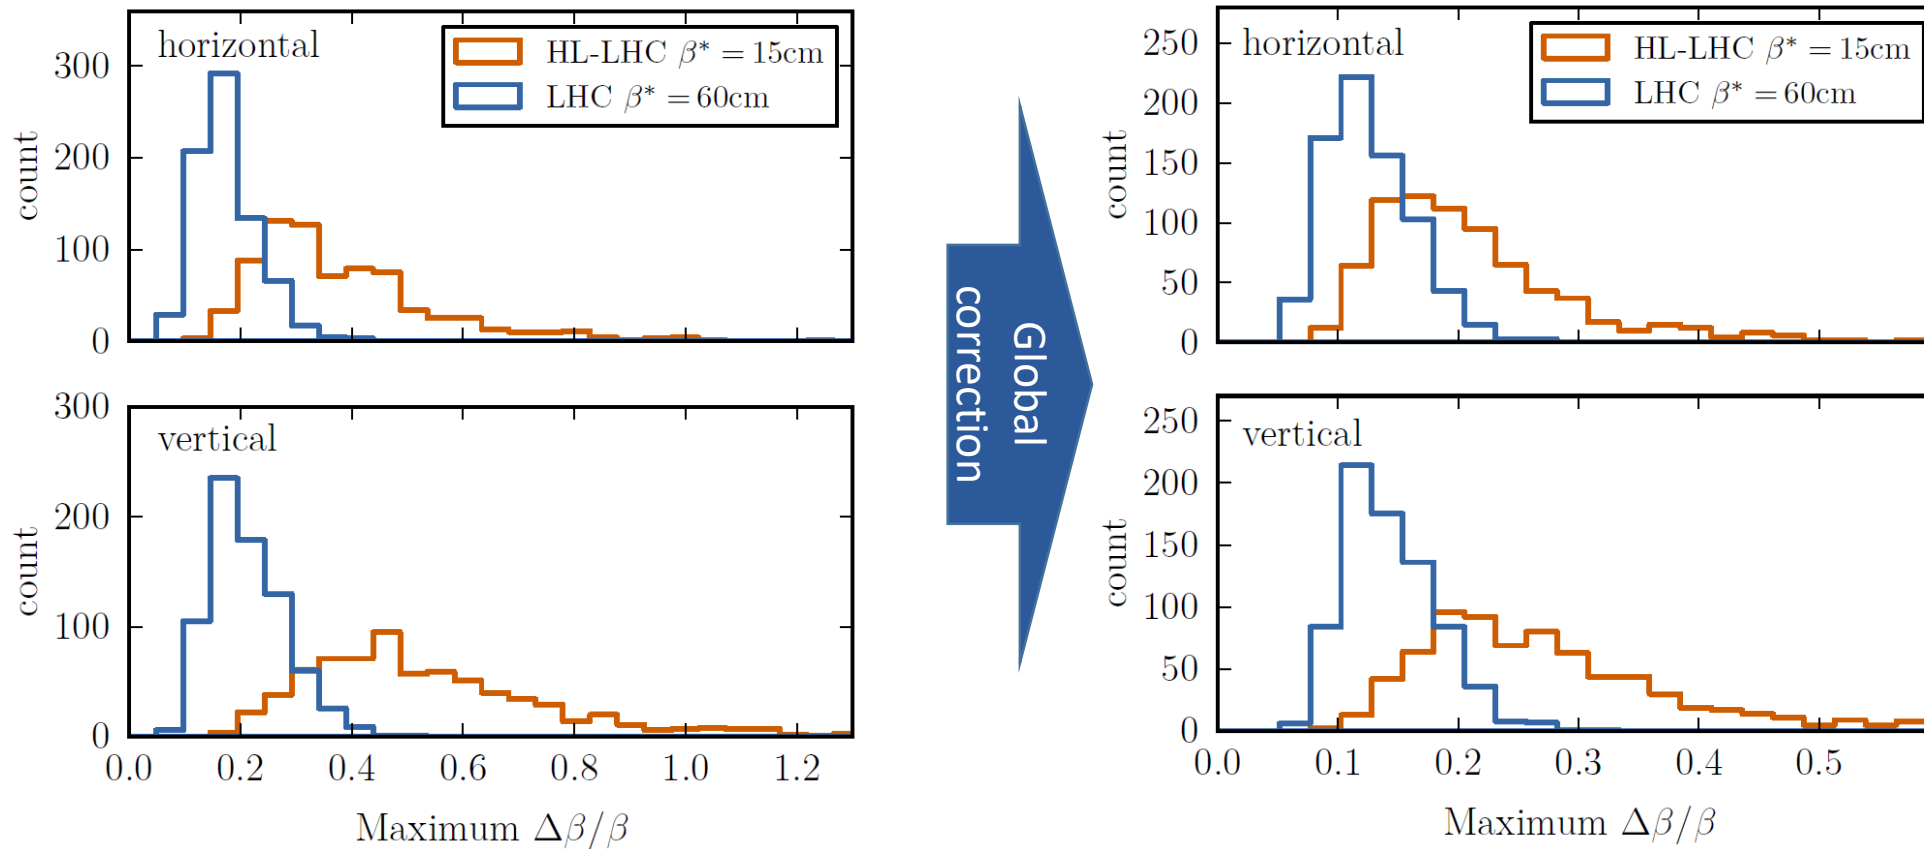 horizontal
HL-LHC β* = 15cm
LHC β* = 60cm
count
300
200
100
0
vertical
count
300
200
100
0
0.0 0.2 0.4 0.6 0.8 1.0 1.2
Maximum Δβ/β
Global
correction
horizontal
HL-LHC β* = 15cm
LHC β* = 60cm
count
250
200
150
100
50
0
vertical
count
250
200
150
100
50
0
0.0 0.1 0.2 0.3 0.4 0.5
Maximum Δβ/β